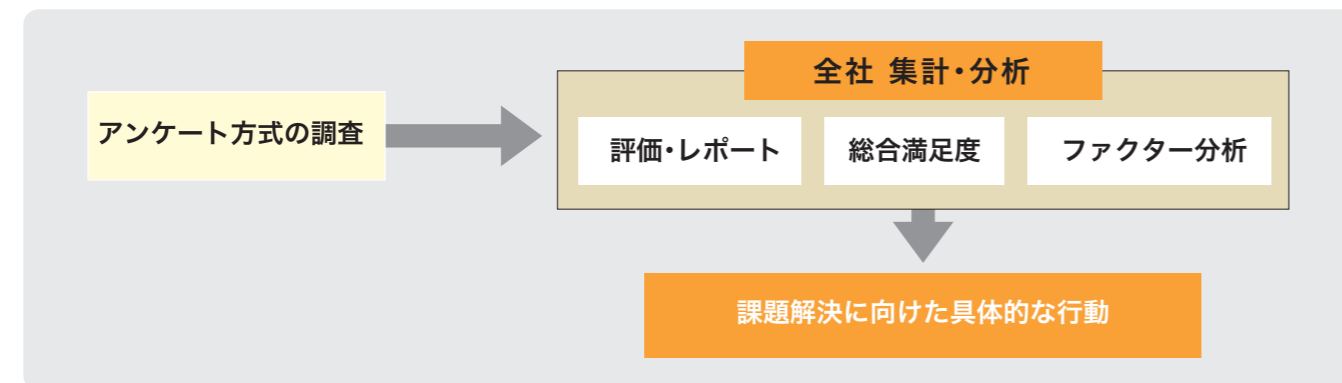 全社 集計・分析
アンケート方式の調査
評価・レポート
総合満足度
ファクター分析
課題解決に向けた具体的な行動